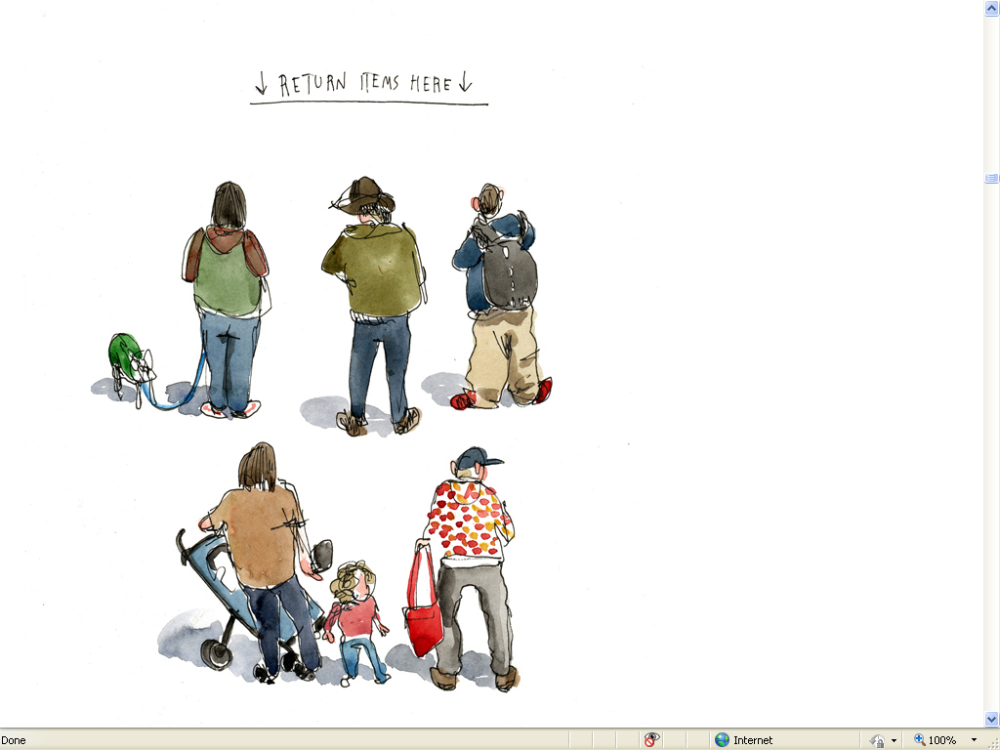 ↓ RETURN ITEMS HERE ↓
Done
Internet
100%